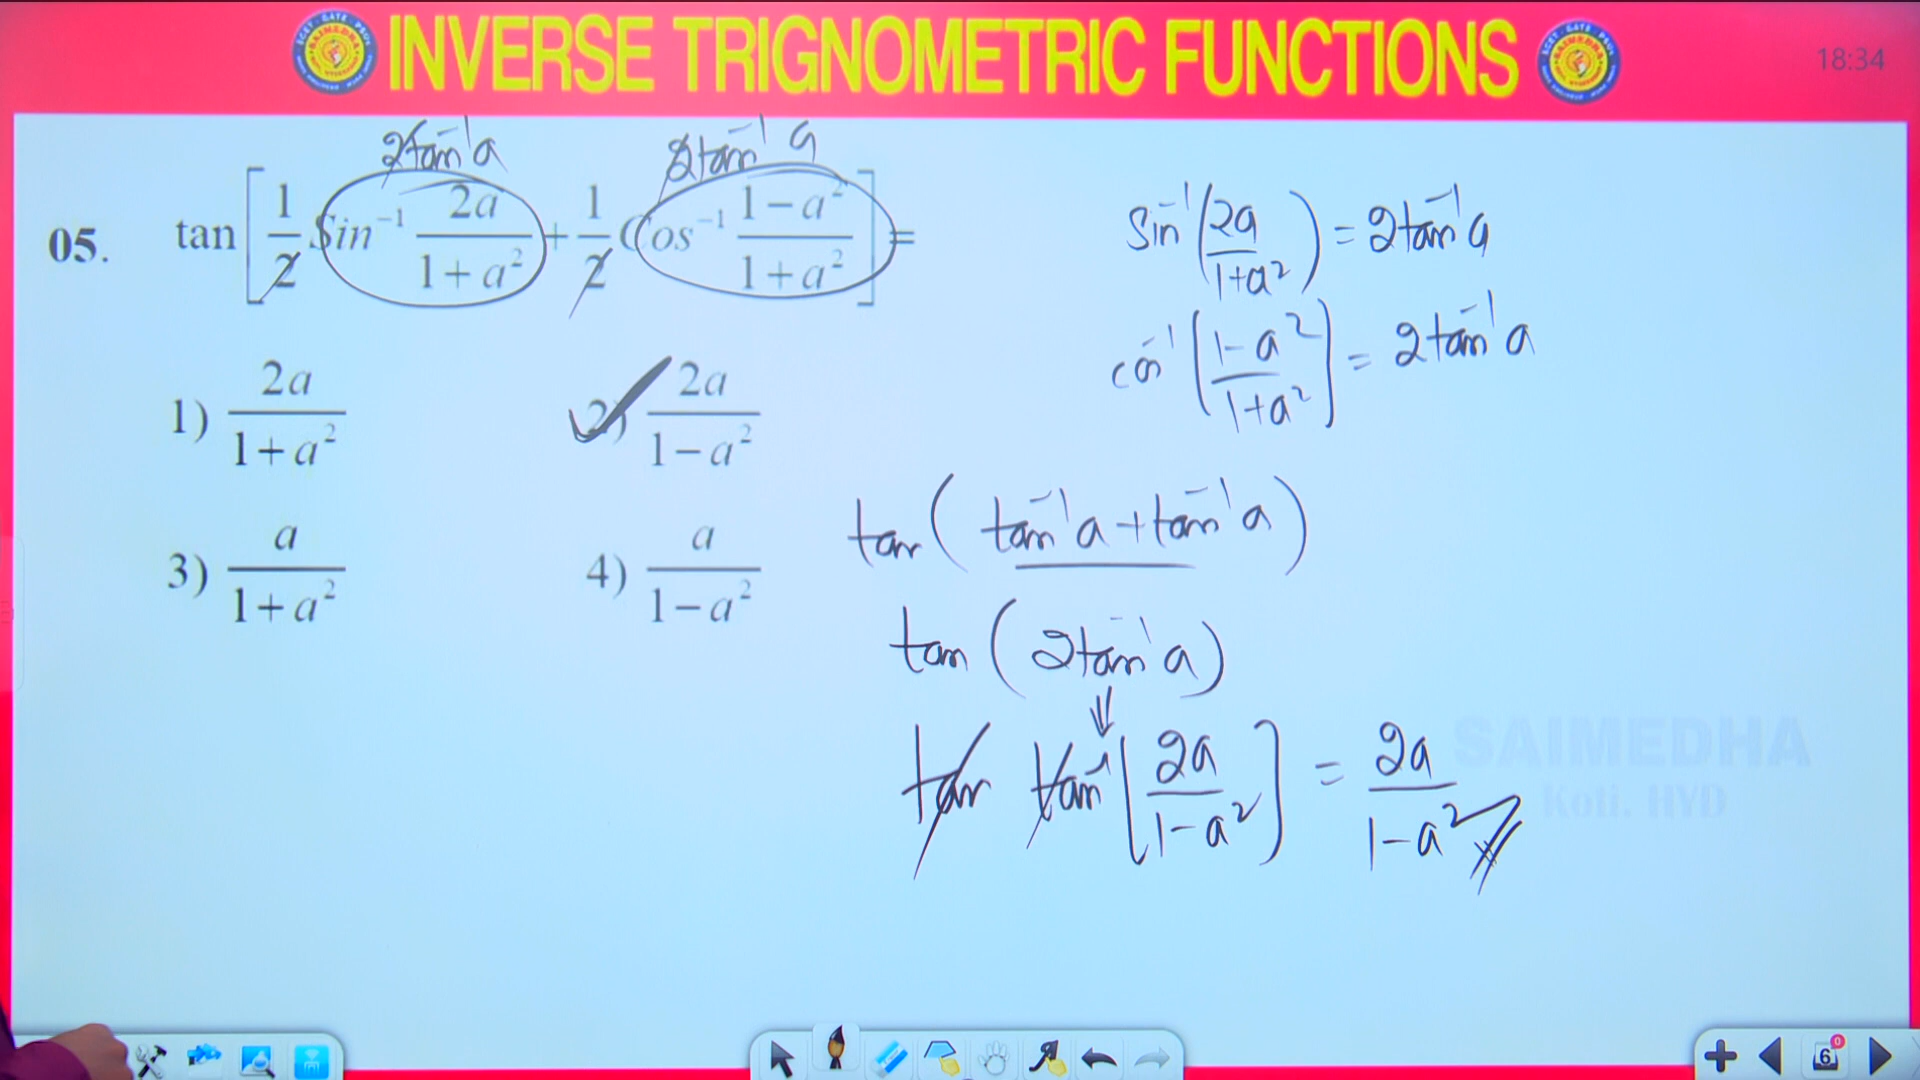 INVERSE TRIGNOMETRIC FUNCTIONS
18:34
2tan⁻¹a 2tan⁻¹a
05. tan[1/2 Sin⁻¹ 2a/(1+a²) + 1/2 Cos⁻¹ (1−a²)/(1+a²)] =
1) 2a/(1+a²) 2) 2a/(1−a²)
3) a/(1+a²) 4) a/(1−a²)
sin⁻¹(2a/(1+a²)) = 2tan⁻¹a
cos⁻¹[(1−a²)/(1+a²)] = 2tan⁻¹a
tan(tan⁻¹a+tan⁻¹a)
tan(2tan⁻¹a)
tan tan⁻¹[2a/(1−a²)] = 2a/(1−a²)
SAIMEDHA
Koti. HYD
6
0